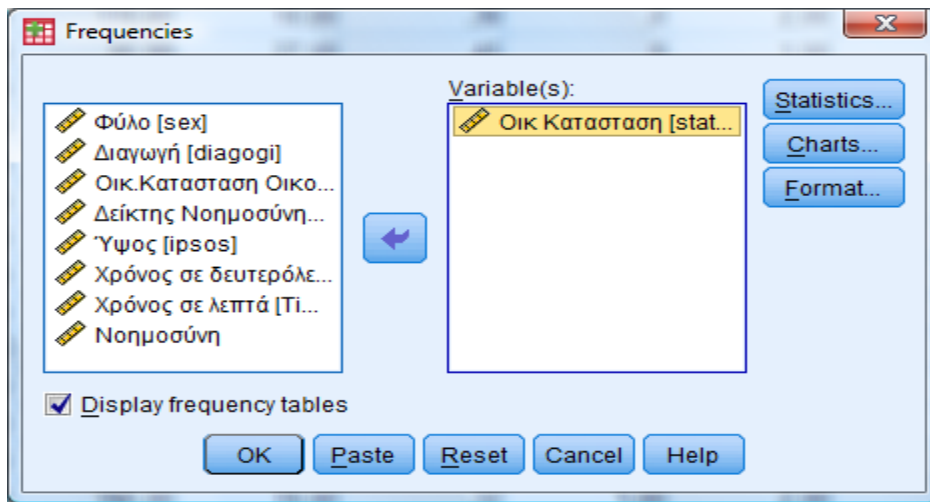 Frequencies
Variable(s):
Φύλο [sex]
Διαγωγή [diagogi]
Οικ.Κατασταση Οικο...
Δείκτης Νοημοσύνη...
Ύψος [ipsos]
Χρόνος σε δευτερόλε...
Χρόνος σε λεπτά [Ti...
Νοημοσύνη
Οικ Κατασταση [stat...
Statistics...
Charts...
Format...
Display frequency tables
OK Paste Reset Cancel Help